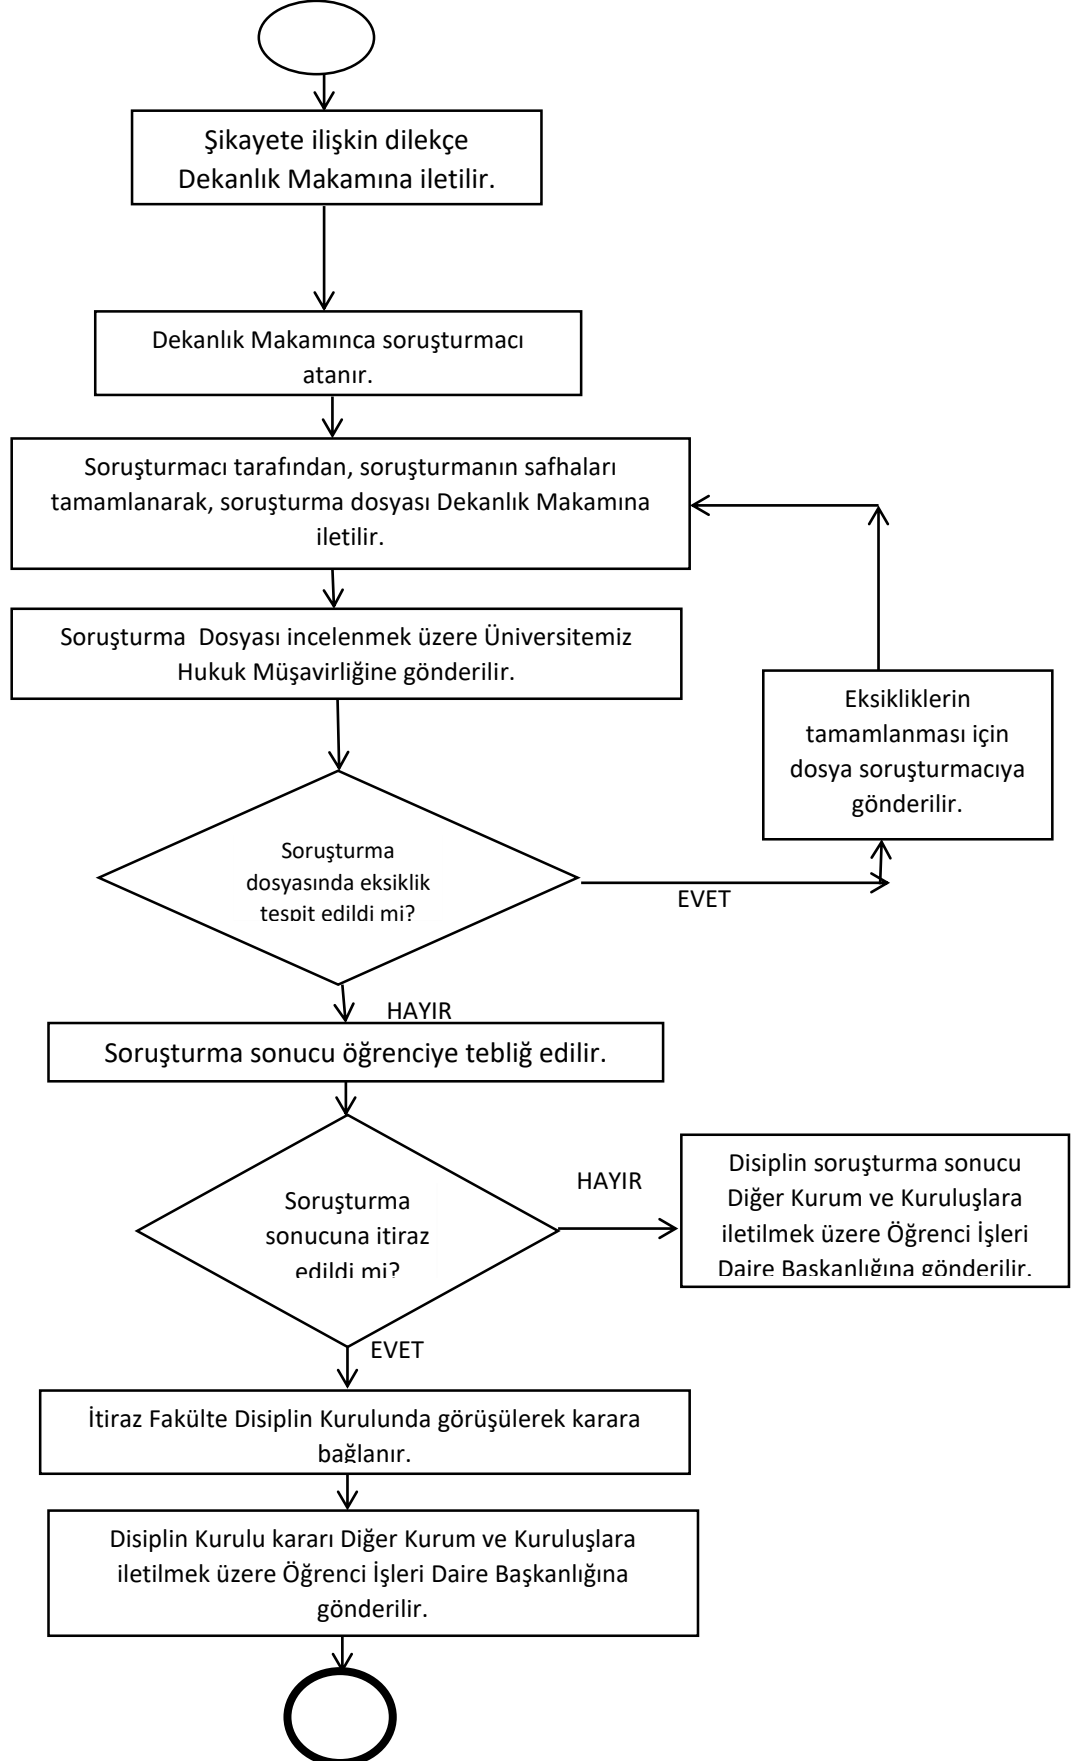 Şikayete ilişkin dilekçe
Dekanlık Makamına iletilir.
Dekanlık Makamınca soruşturmacı
atanır.
Soruşturmacı tarafından, soruşturmanın safhaları
tamamlanarak, soruşturma dosyası Dekanlık Makamına
iletilir.
Soruşturma Dosyası incelenmek üzere Üniversitemiz
Hukuk Müşavirliğine gönderilir.
Eksikliklerin
tamamlanması için
dosya soruşturmacıya
gönderilir.
Soruşturma
dosyasında eksiklik
tespit edildi mi?
EVET
HAYIR
Soruşturma sonucu öğrenciye tebliğ edilir.
Soruşturma
sonucuna itiraz
edildi mi?
HAYIR
Disiplin soruşturma sonucu
Diğer Kurum ve Kuruluşlara
iletilmek üzere Öğrenci İşleri
Daire Başkanlığına gönderilir.
EVET
İtiraz Fakülte Disiplin Kurulunda görüşülerek karara
bağlanır.
Disiplin Kurulu kararı Diğer Kurum ve Kuruluşlara
iletilmek üzere Öğrenci İşleri Daire Başkanlığına
gönderilir.